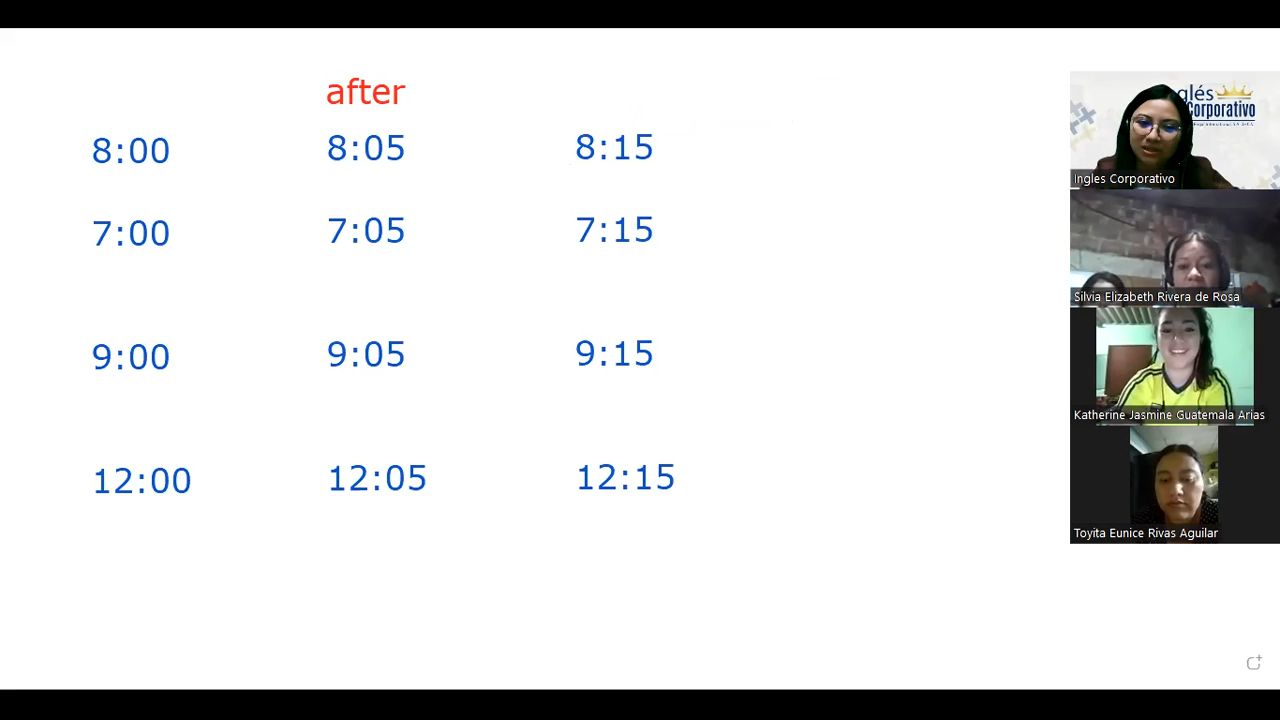 after
8:00 8:05 8:15
7:00 7:05 7:15
9:00 9:05 9:15
12:00 12:05 12:15
glés
Corporativo
Ingles Corporativo
Silvia Elizabeth Rivera de Rosa
Katherine Jasmine Guatemala Arias
Toyita Eunice Rivas Aguilar